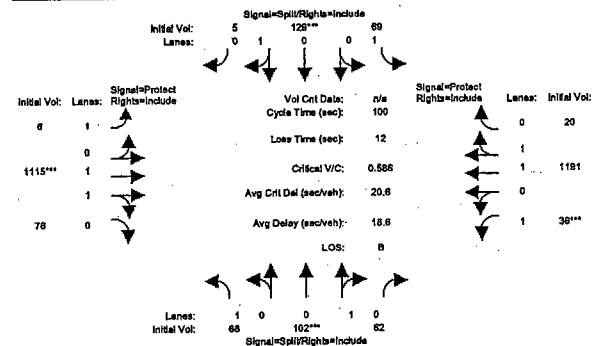 Signal=Split/Rights=Include
Initial Vol: 5 128*** 69
Lanes: 0 1 0 0 1
Signal=Protect
Initial Vol: Lanes: Rights=Include
Vol Cnt Date: n/a
Cycle Time (sec): 100
Signal=Protect
Rights=Include Lanes: Initial Vol:
6 1
0 20
Loss Time (sec): 12
0
1
1115*** 1
Critical V/C: 0.586
1 1191
1
Avg Crit Del (sec/veh): 20.6
0
76 0
Avg Delay (sec/veh): 18.6
1 36***
LOS: B
Lanes: 1 0 0 1 0
Initial Vol: 68 102*** 62
Signal=Split/Rights=Include